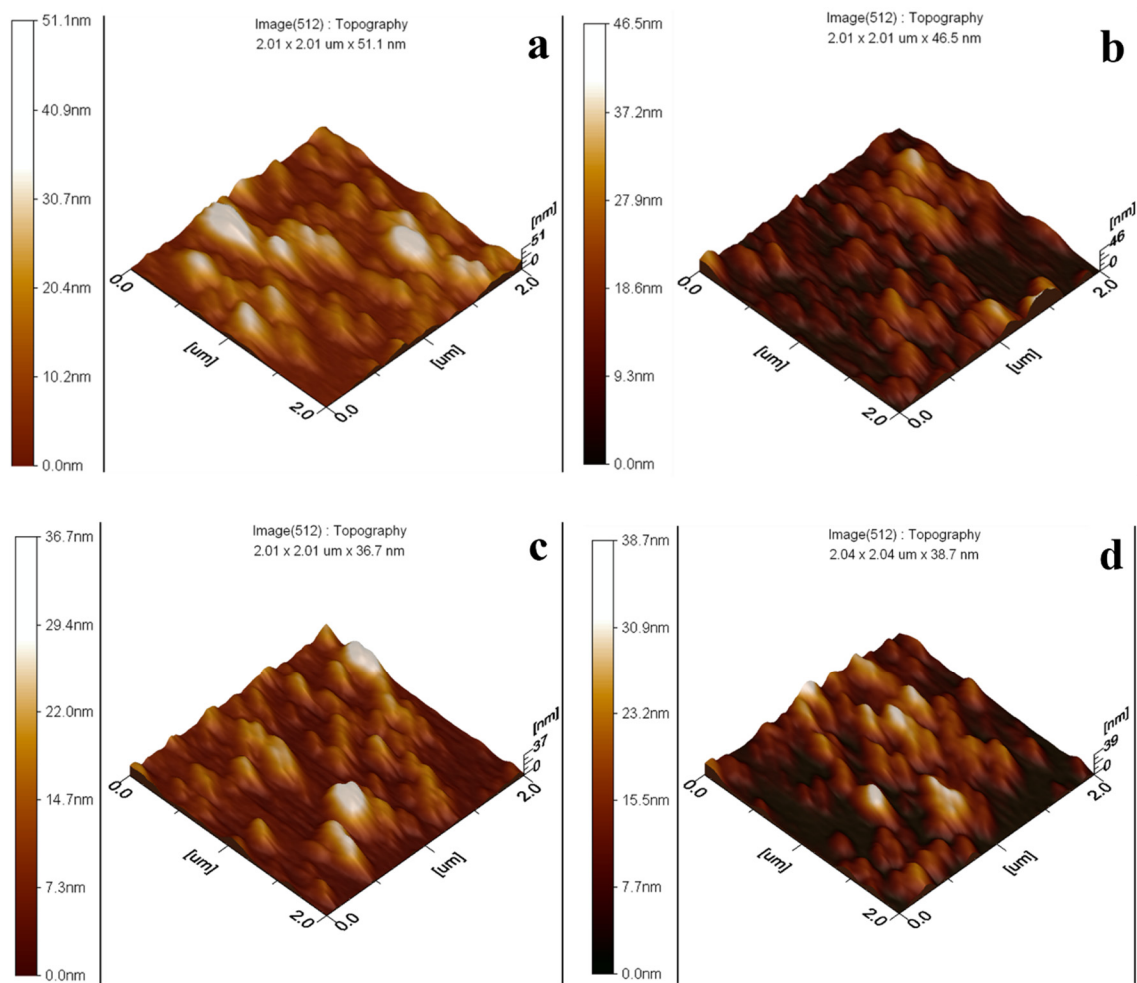 51.1nm
40.9nm
30.7nm
20.4nm
10.2nm
0.0nm
Image(512) : Topography
2.01 x 2.01 um x 51.1 nm
a
[nm]
51
0
2.0
0.0
[um]
[um]
2.0
0.0
46.5nm
37.2nm
27.9nm
18.6nm
9.3nm
0.0nm
Image(512) : Topography
2.01 x 2.01 um x 46.5 nm
b
[nm]
46
0
2.0
0.0
[um]
[um]
2.0
0.0
36.7nm
29.4nm
22.0nm
14.7nm
7.3nm
0.0nm
Image(512) : Topography
2.01 x 2.01 um x 36.7 nm
c
[nm]
37
0
2.0
0.0
[um]
[um]
2.0
0.0
38.7nm
30.9nm
23.2nm
15.5nm
7.7nm
0.0nm
Image(512) : Topography
2.04 x 2.04 um x 38.7 nm
d
[nm]
39
0
2.0
0.0
[um]
[um]
2.0
0.0